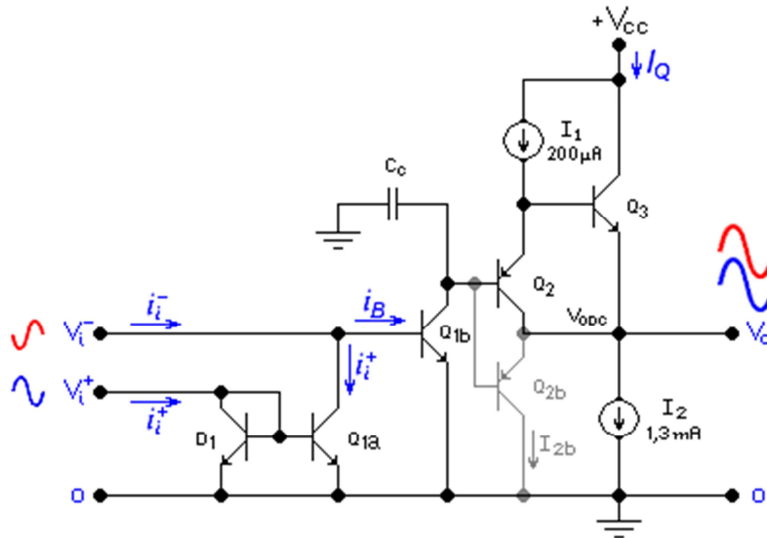 +Vcc
IQ
I1
200µA
Cc
Q3
Q2
ii-
iB
Vi-
Q1b
VODC
Vo
ii+
Vi+
ii+
Q2b
I2
1,3mA
D1
Q1a
I2b
0
0